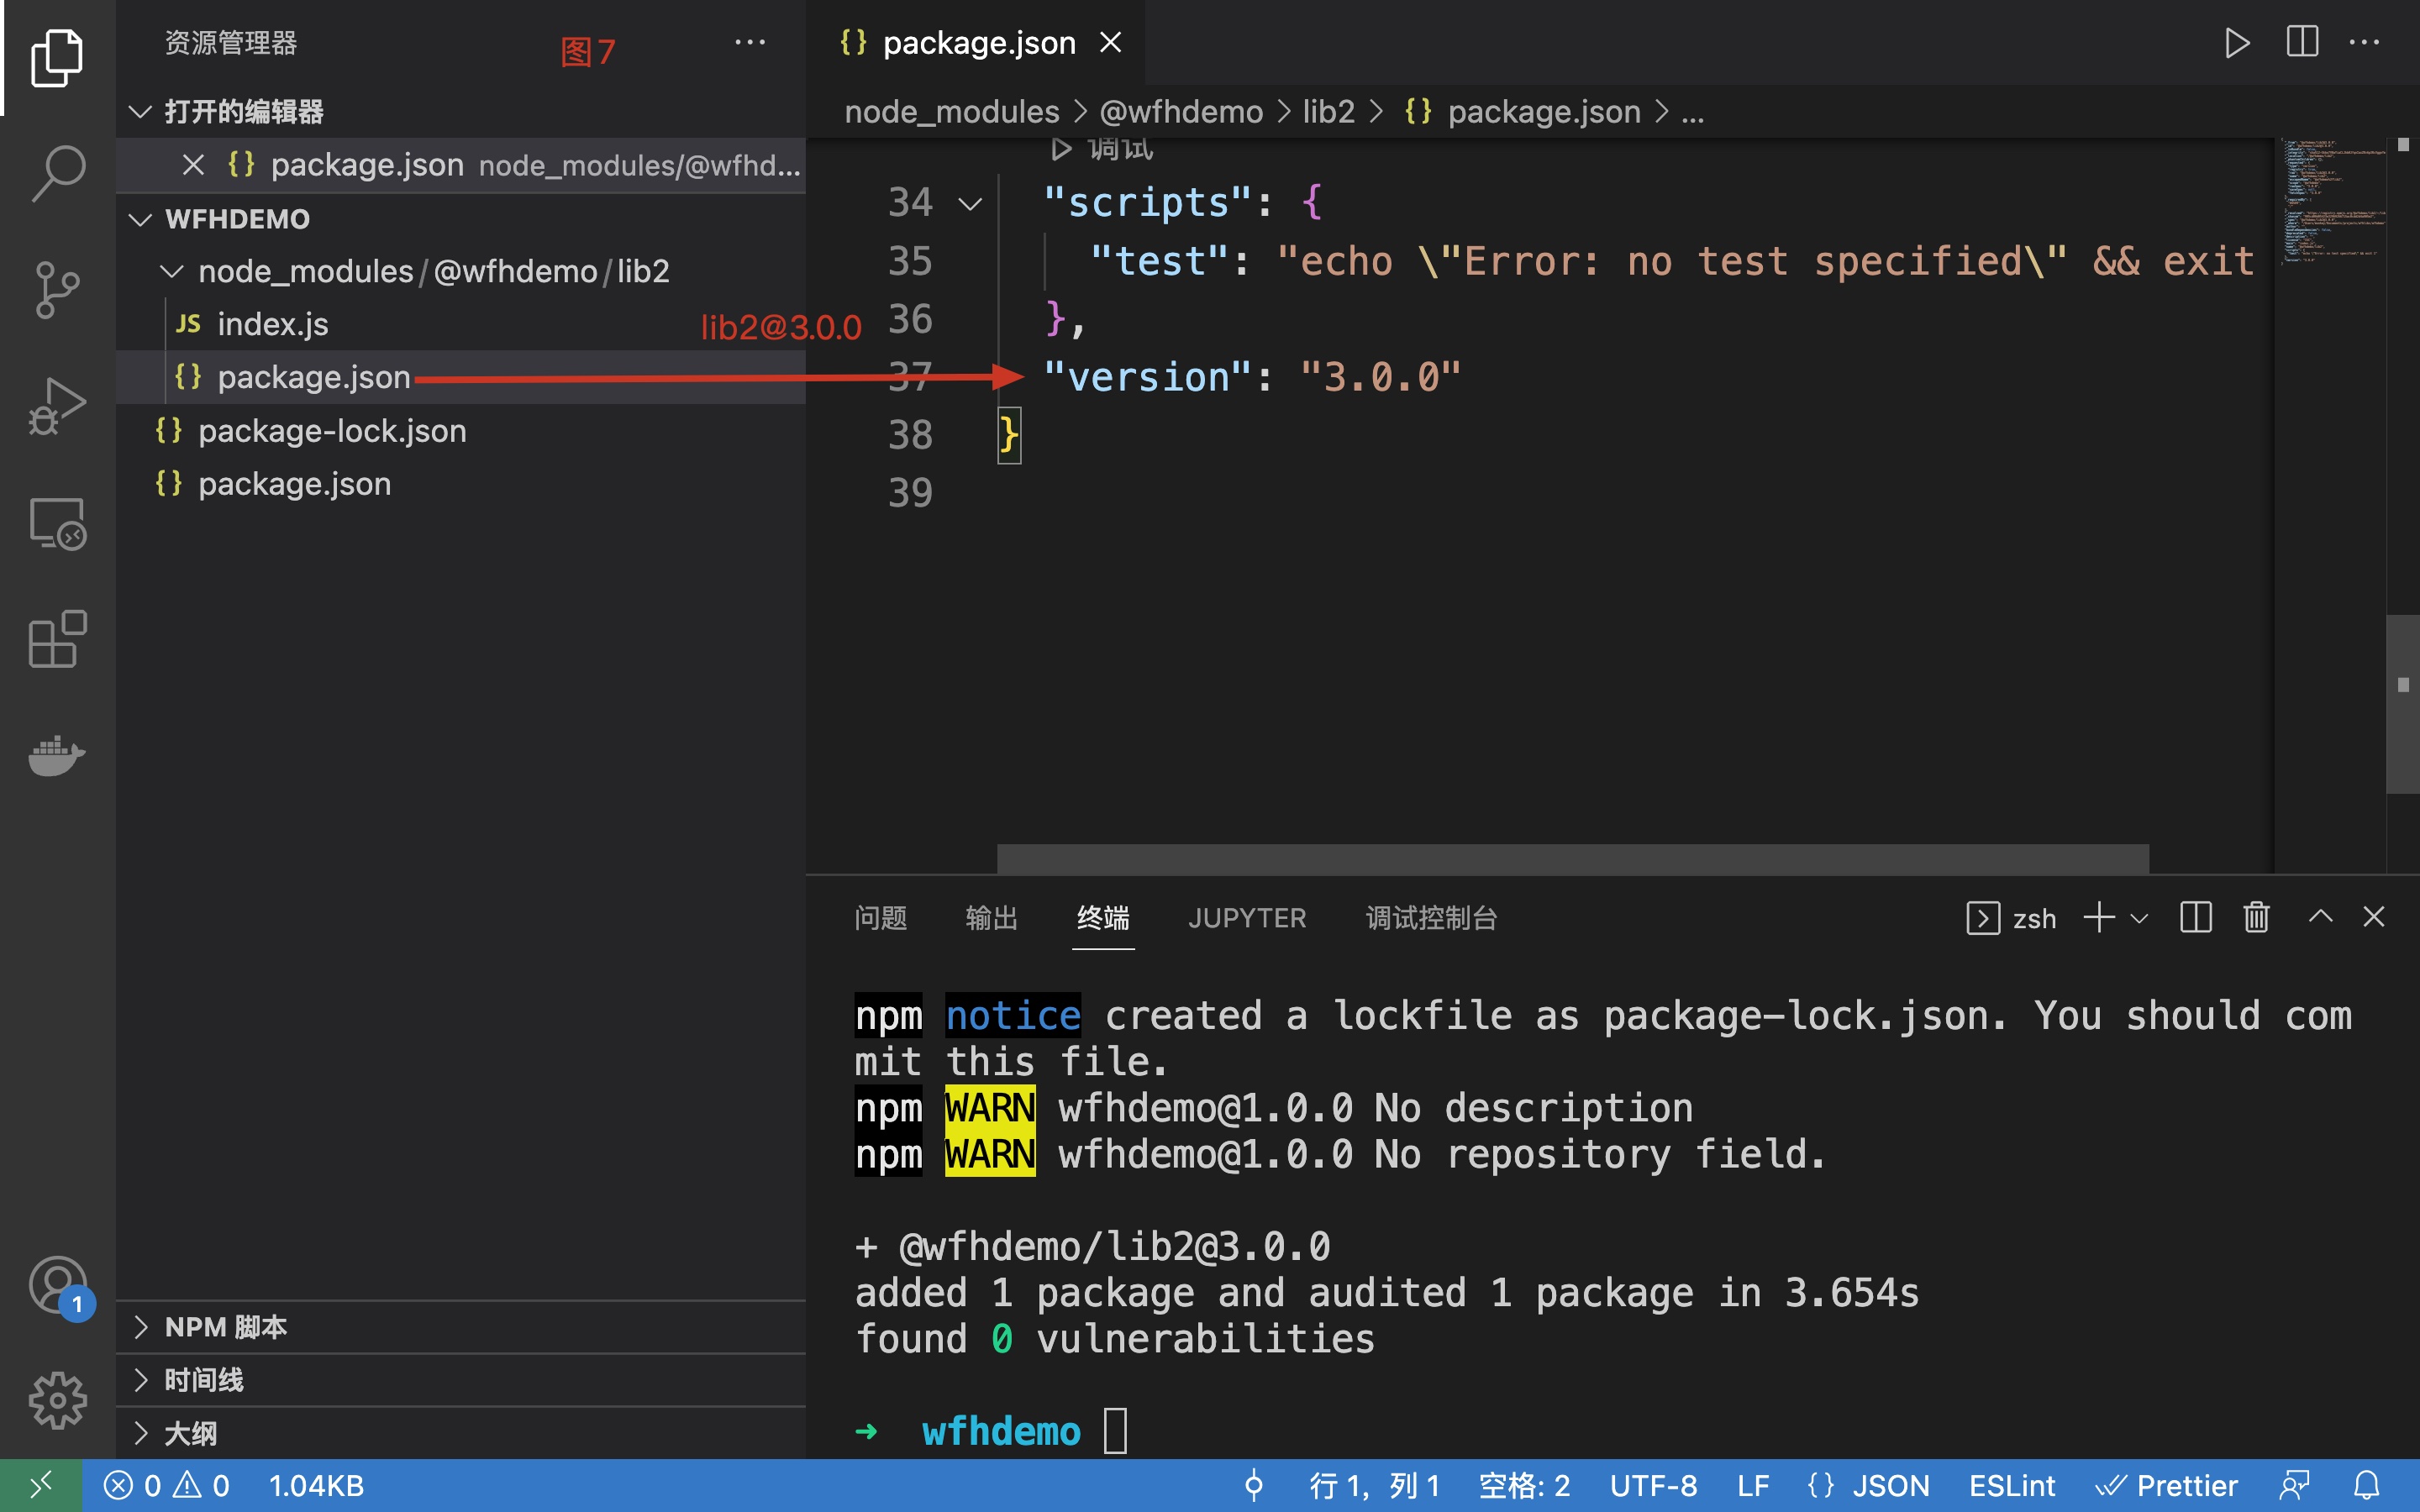 资源管理器
图7
打开的编辑器
package.json node_modules/@wfhd...
WFHDEMO
node_modules/@wfhdemo/lib2
JS index.js
lib2@3.0.0
{} package.json
{} package-lock.json
{} package.json
NPM 脚本
时间线
大纲
{} package.json
node_modules > @wfhdemo > lib2 > {} package.json > ...
调试
34 "scripts": {
35 "test": "echo \"Error: no test specified\" && exit
36 },
37 "version": "3.0.0"
38 }
39
问题 输出 终端 JUPYTER 调试控制台 zsh
npm notice created a lockfile as package-lock.json. You should com
mit this file.
npm WARN wfhdemo@1.0.0 No description
npm WARN wfhdemo@1.0.0 No repository field.
+ @wfhdemo/lib2@3.0.0
added 1 package and audited 1 package in 3.654s
found 0 vulnerabilities
➜ wfhdemo
1
0 0 1.04KB 行 1, 列 1 空格: 2 UTF-8 LF {} JSON ESLint Prettier